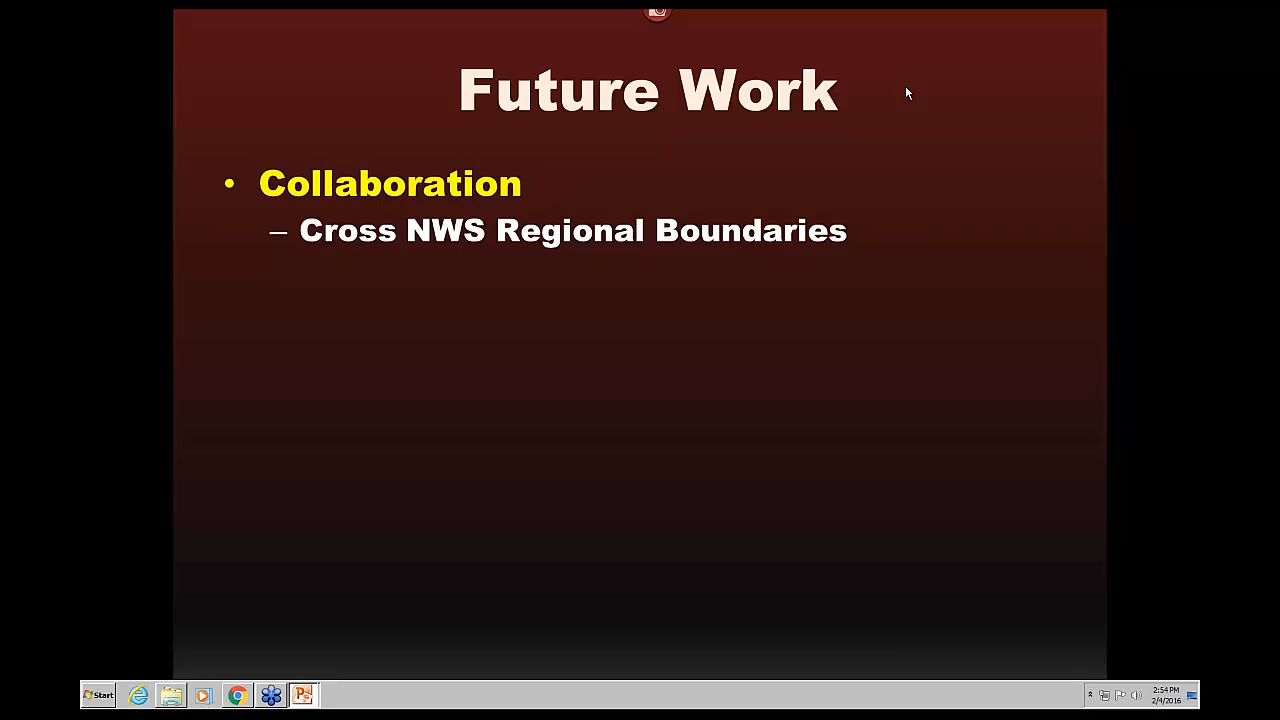 Future Work
• Collaboration
– Cross NWS Regional Boundaries
Start
2:54 PM
2/4/2016